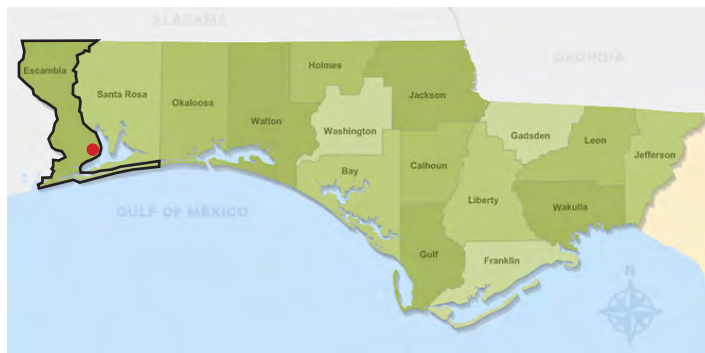 ALABAMA
GEORGIA
Escambia
Santa Rosa
Okaloosa
Walton
Holmes
Washington
Jackson
Bay
Calhoun
Gulf
Liberty
Gadsden
Franklin
Leon
Wakulla
Jefferson
GULF OF MEXICO
N